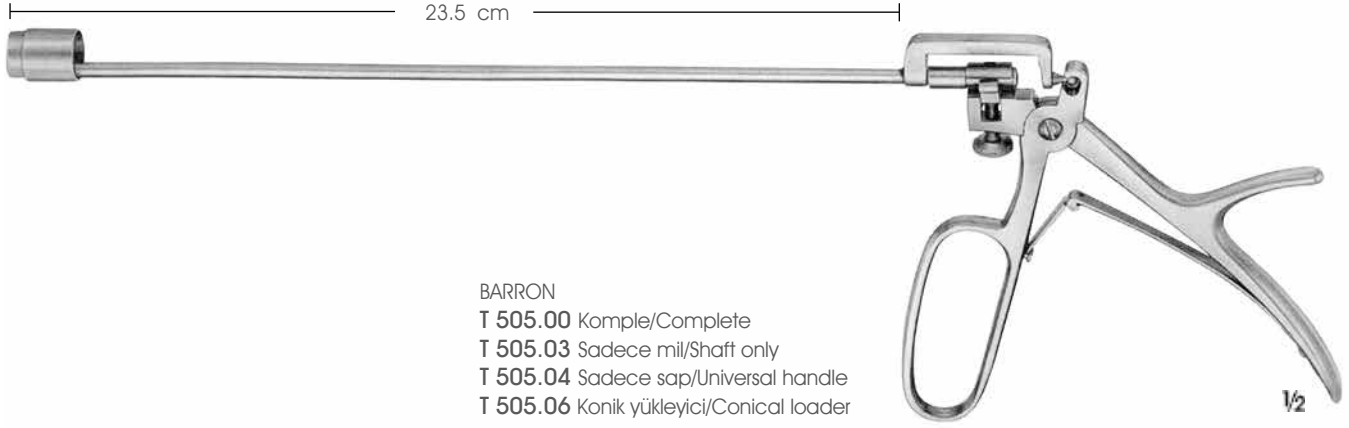 23.5 cm
BARRON
T 505.00 Komple/Complete
T 505.03 Sadece mil/Shaft only
T 505.04 Sadece sap/Universal handle
T 505.06 Konik yükleyici/Conical loader
1/2